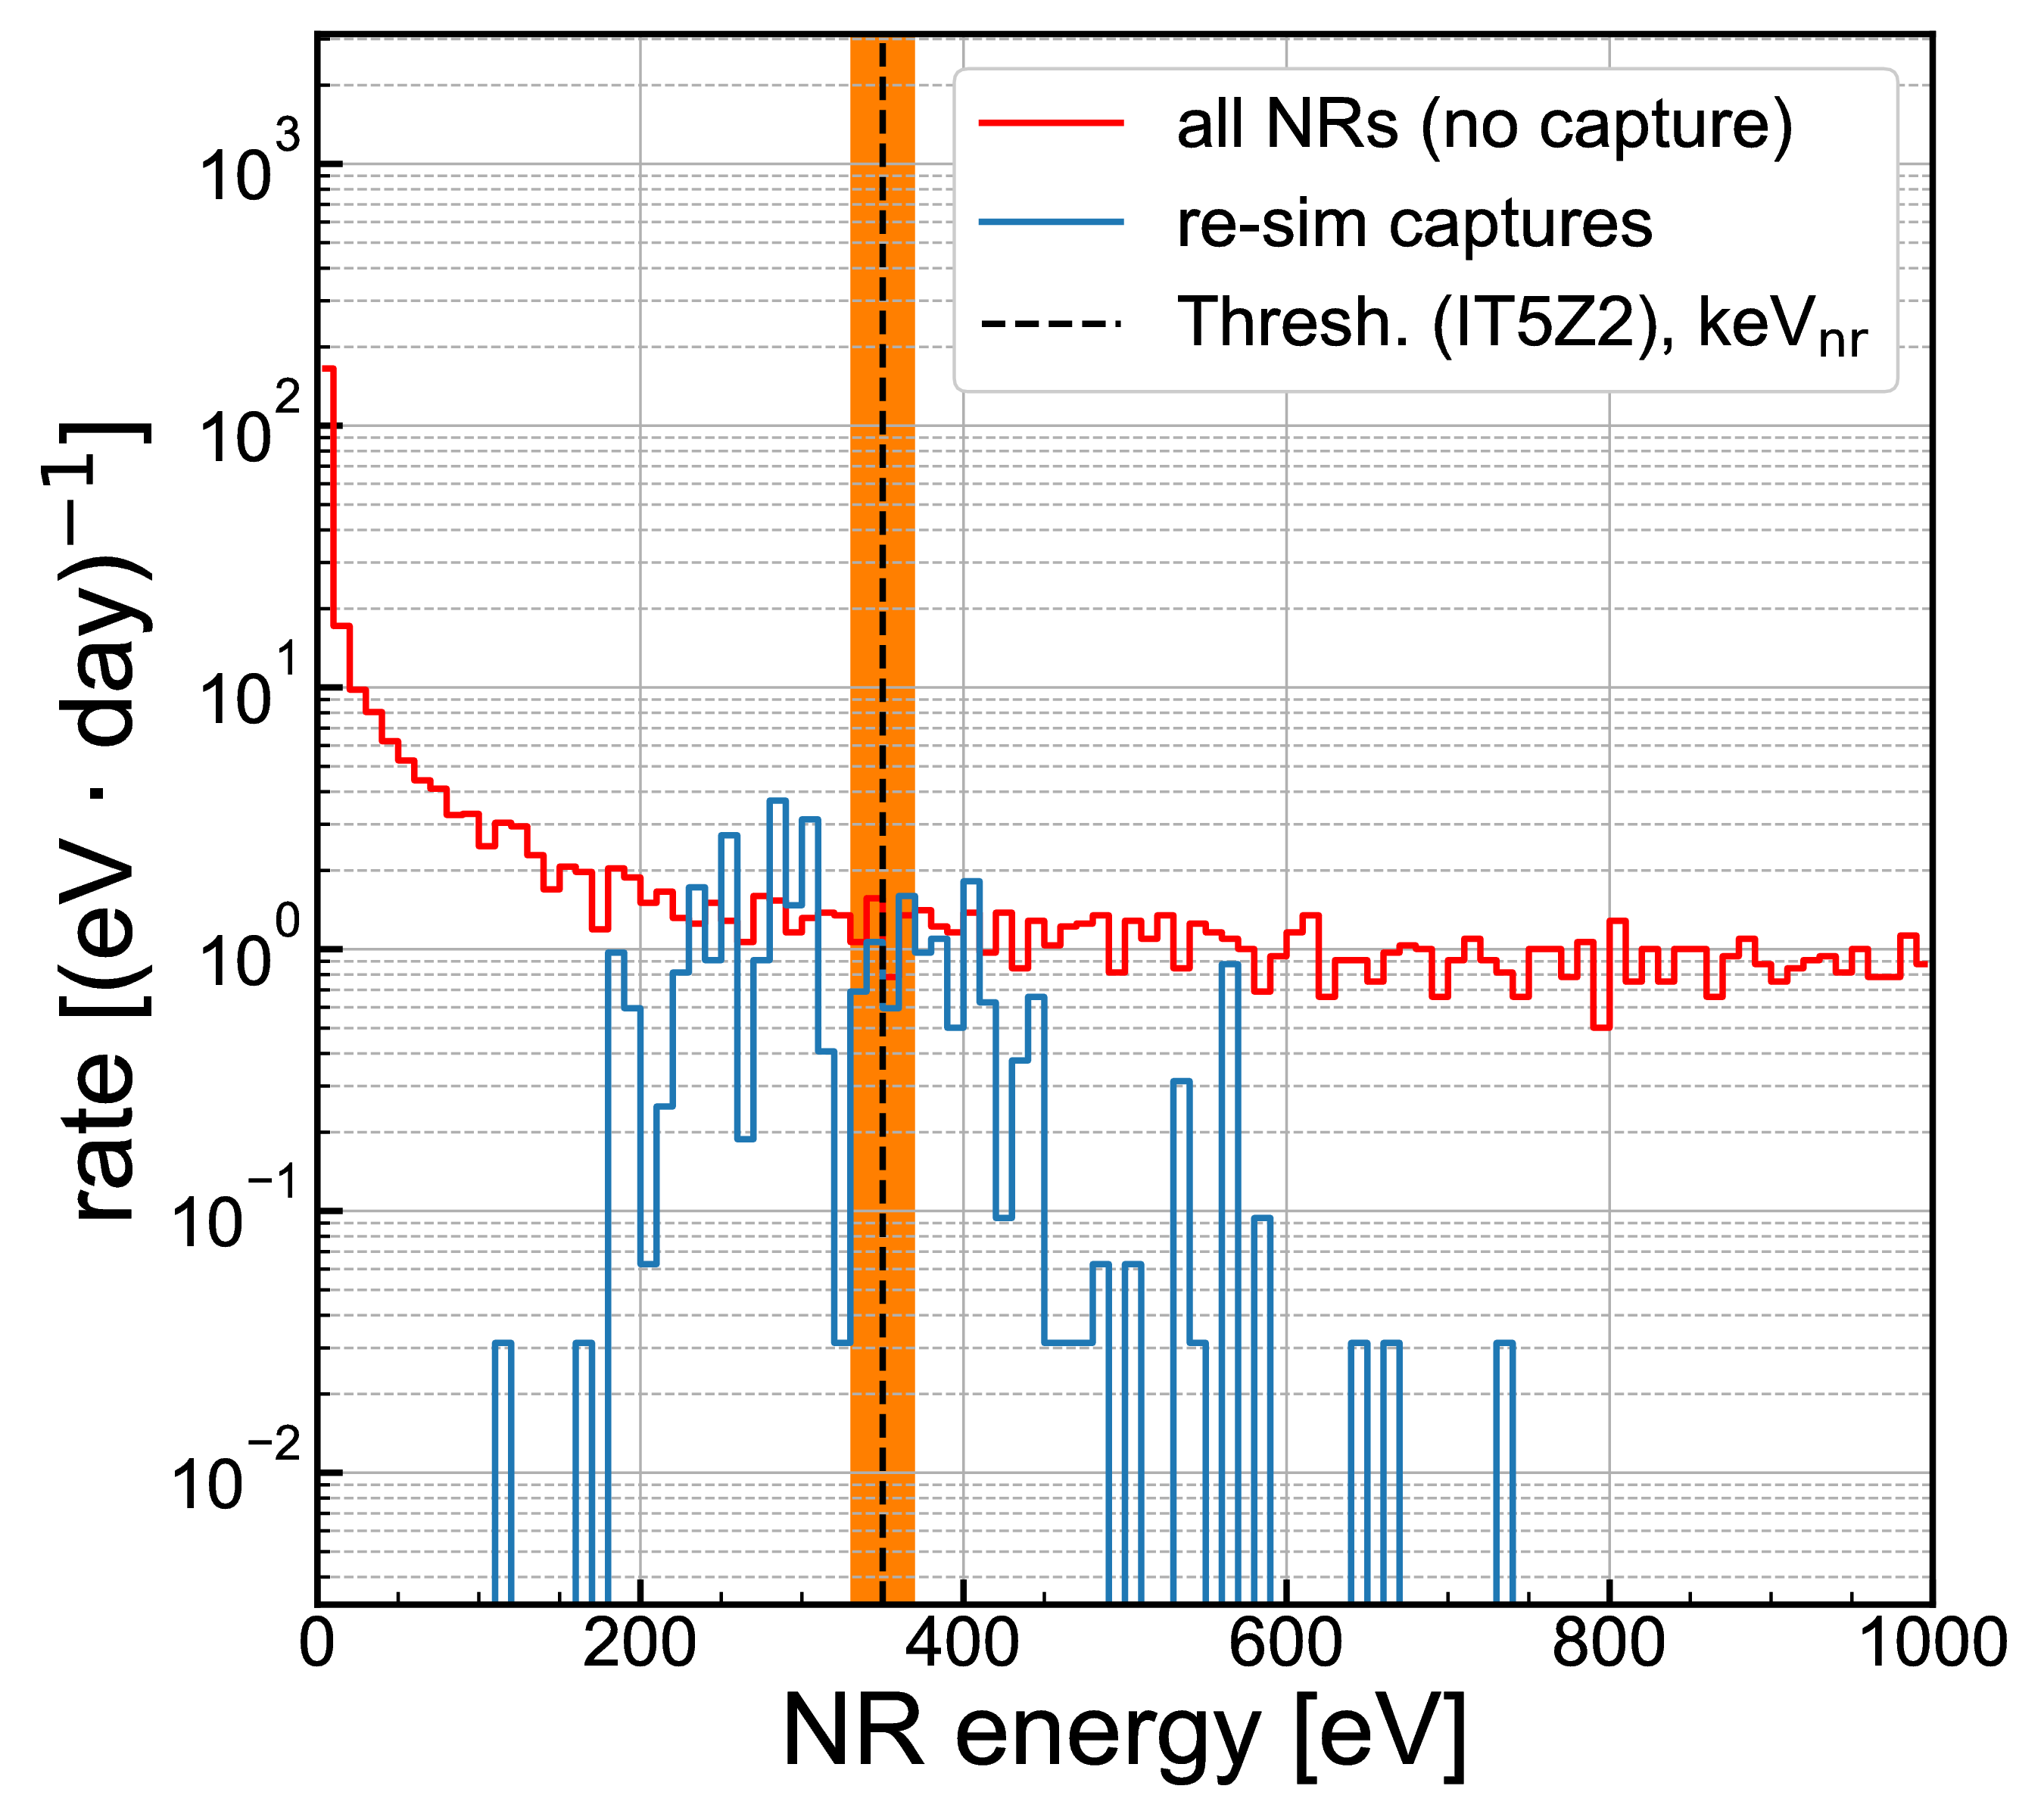 all NRs (no capture)
re-sim captures
Thresh. (IT5Z2), keVₙᵣ
rate [(eV · day)⁻¹]
10³
10²
10¹
10⁰
10⁻¹
10⁻²
0 200 400 600 800 1000
NR energy [eV]